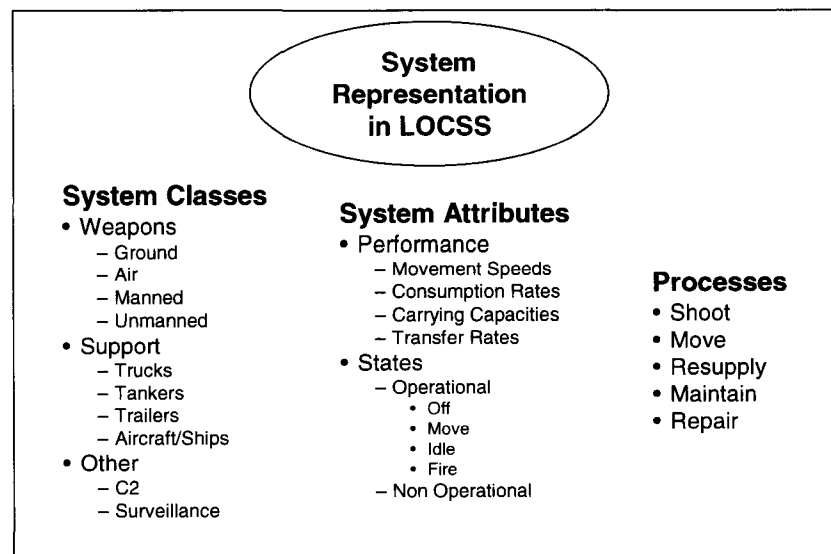 System
Representation
in LOCSS
System Classes
• Weapons
– Ground
– Air
– Manned
– Unmanned
• Support
– Trucks
– Tankers
– Trailers
– Aircraft/Ships
• Other
– C2
– Surveillance
System Attributes
• Performance
– Movement Speeds
– Consumption Rates
– Carrying Capacities
– Transfer Rates
• States
– Operational
• Off
• Move
• Idle
• Fire
– Non Operational
Processes
• Shoot
• Move
• Resupply
• Maintain
• Repair